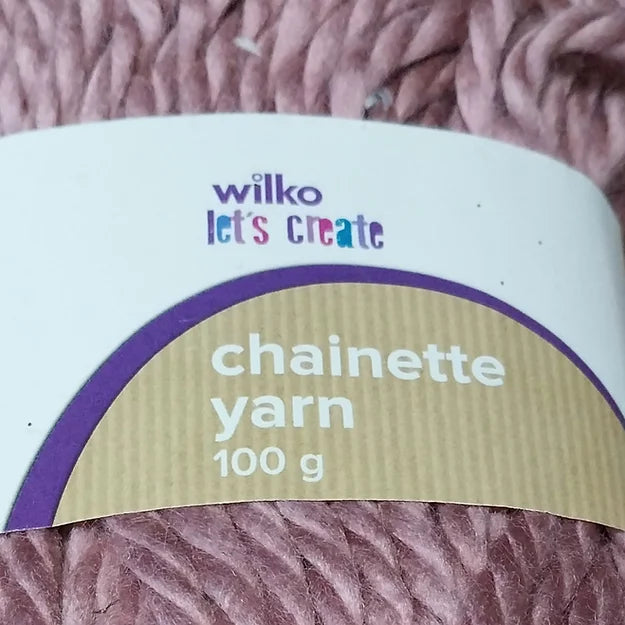 wilko
let's create
chainette
yarn
100 g